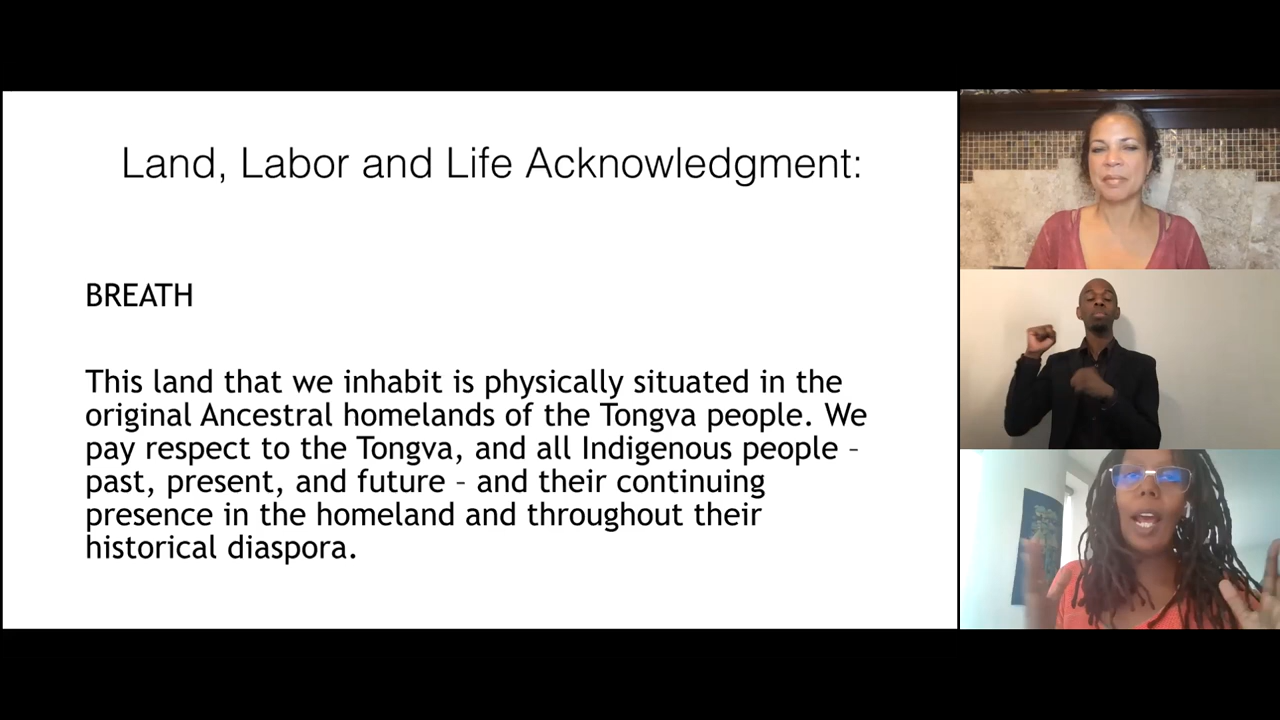 Land, Labor and Life Acknowledgment:
BREATH
This land that we inhabit is physically situated in the
original Ancestral homelands of the Tongva people. We
pay respect to the Tongva, and all Indigenous people –
past, present, and future – and their continuing
presence in the homeland and throughout their
historical diaspora.